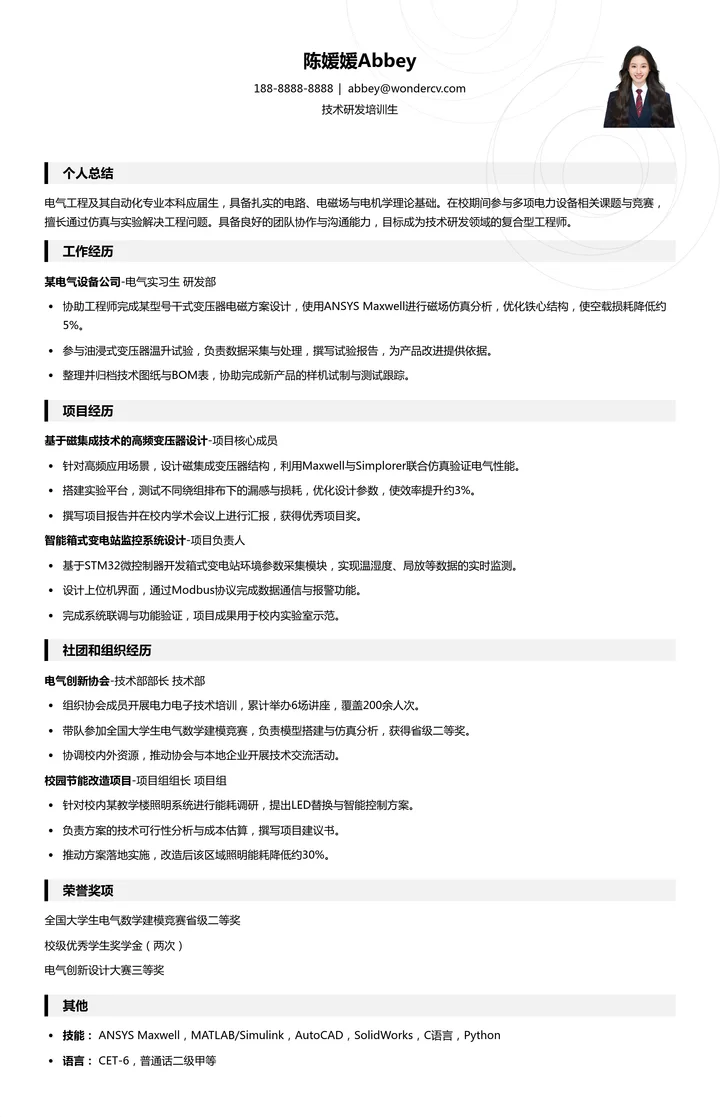 陈媛媛Abbey
188-8888-8888 | abbey@wondercv.com
技术研发培训生
个人总结
电气工程及其自动化专业本科应届生，具备扎实的电路、电磁场与电机学理论基础。在校期间参与多项电力设备相关课题与竞赛，
擅长通过仿真与实验解决工程问题。具备良好的团队协作与沟通能力，目标成为技术研发领域的复合型工程师。
工作经历
某电气设备公司-电气实习生 研发部
• 协助工程师完成某型号干式变压器电磁方案设计，使用ANSYS Maxwell进行磁场仿真分析，优化铁心结构，使空载损耗降低约
5%。
• 参与油浸式变压器温升试验，负责数据采集与处理，撰写试验报告，为产品改进提供依据。
• 整理并归档技术图纸与BOM表，协助完成新产品的样机试制与测试跟踪。
项目经历
基于磁集成技术的高频变压器设计-项目核心成员
• 针对高频应用场景，设计磁集成变压器结构，利用Maxwell与Simplorer联合仿真验证电气性能。
• 搭建实验平台，测试不同绕组排布下的漏感与损耗，优化设计参数，使效率提升约3%。
• 撰写项目报告并在校内学术会议上进行汇报，获得优秀项目奖。
智能箱式变电站监控系统设计-项目负责人
• 基于STM32微控制器开发箱式变电站环境参数采集模块，实现温湿度、局放等数据的实时监测。
• 设计上位机界面，通过Modbus协议完成数据通信与报警功能。
• 完成系统联调与功能验证，项目成果用于校内实验室示范。
社团和组织经历
电气创新协会-技术部部长 技术部
• 组织协会成员开展电力电子技术培训，累计举办6场讲座，覆盖200余人次。
• 带队参加全国大学生电气数学建模竞赛，负责模型搭建与仿真分析，获得省级二等奖。
• 协调校内外资源，推动协会与本地企业开展技术交流活动。
校园节能改造项目-项目组组长 项目组
• 针对校内某教学楼照明系统进行能耗调研，提出LED替换与智能控制方案。
• 负责方案的技术可行性分析与成本估算，撰写项目建议书。
• 推动方案落地实施，改造后该区域照明能耗降低约30%。
荣誉奖项
全国大学生电气数学建模竞赛省级二等奖
校级优秀学生奖学金（两次）
电气创新设计大赛三等奖
其他
• 技能： ANSYS Maxwell，MATLAB/Simulink，AutoCAD，SolidWorks，C语言，Python
• 语言： CET-6，普通话二级甲等